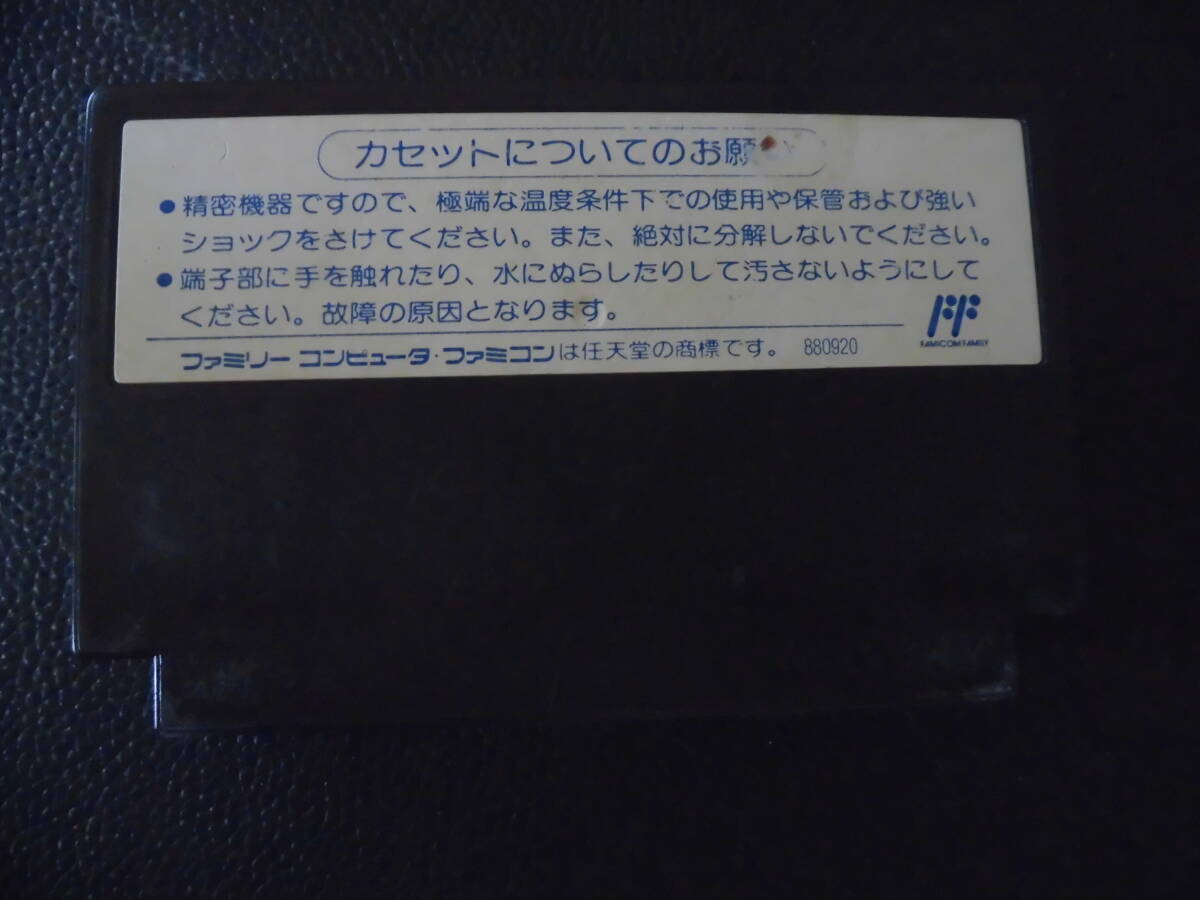 カセットについてのお願
●精密機器ですので、極端な温度条件下での使用や保管および強い
ショックをさけてください。また、絶対に分解しないでください。
●端子部に手を触れたり、水にぬらしたりして汚さないようにして
ください。故障の原因となります。
FF
FAMICOM FAMILY
ファミリー コンピュータ・ファミコンは任天堂の商標です。 880920